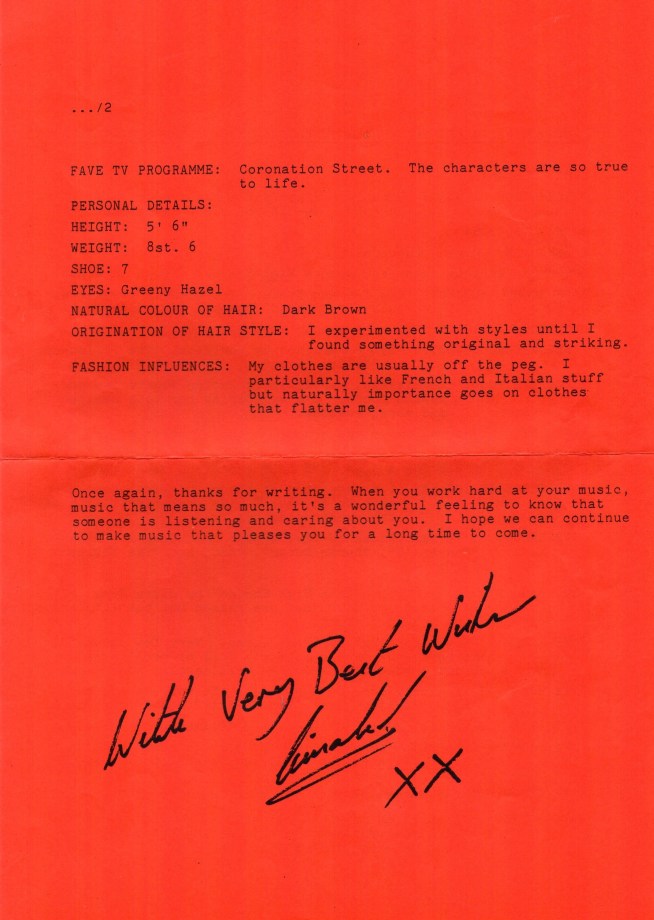 .../2
FAVE TV PROGRAMME: Coronation Street. The characters are so true
to life.
PERSONAL DETAILS:
HEIGHT: 5' 6"
WEIGHT: 8st. 6
SHOE: 7
EYES: Greeny Hazel
NATURAL COLOUR OF HAIR: Dark Brown
ORIGINATION OF HAIR STYLE: I experimented with styles until I
found something original and striking.
FASHION INFLUENCES: My clothes are usually off the peg. I
particularly like French and Italian stuff
but naturally importance goes on clothes
that flatter me.
Once again, thanks for writing. When you work hard at your music,
music that means so much, it's a wonderful feeling to know that
someone is listening and caring about you. I hope we can continue
to make music that pleases you for a long time to come.
With Very Best Wishes
XX